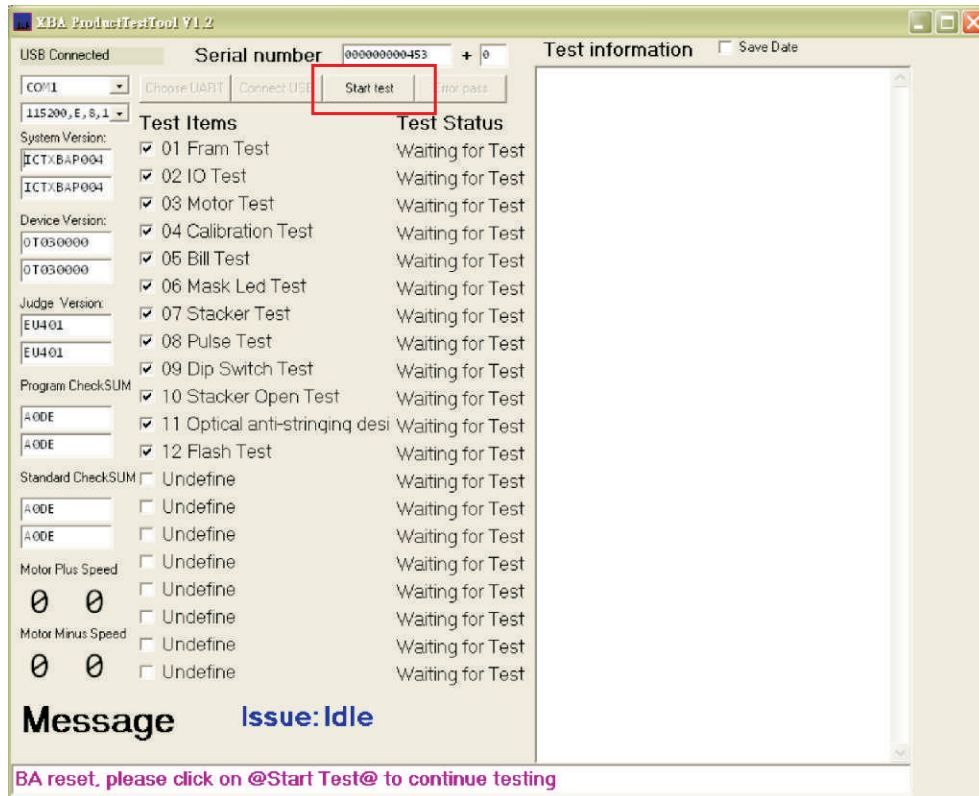 XBA ProductTestTool V1.2
USB Connected
Serial number 000000000453 + 0
Test information
Save Date
COM1
Choose UART Connect USB Start test Error pass
115200,E,8,1
Test Items Test Status
System Version:
ICTXBAP004
ICTXBAP004
Device Version:
OT030000
OT030000
Judge Version:
EU401
EU401
Program CheckSUM
A0DE
A0DE
Standard CheckSUM
A0DE
A0DE
Motor Plus Speed
0 0
Motor Minus Speed
0 0
01 Fram Test Waiting for Test
02 IO Test Waiting for Test
03 Motor Test Waiting for Test
04 Calibration Test Waiting for Test
05 Bill Test Waiting for Test
06 Mask Led Test Waiting for Test
07 Stacker Test Waiting for Test
08 Pulse Test Waiting for Test
09 Dip Switch Test Waiting for Test
10 Stacker Open Test Waiting for Test
11 Optical anti-stringing desi Waiting for Test
12 Flash Test Waiting for Test
Undefine Waiting for Test
Undefine Waiting for Test
Undefine Waiting for Test
Undefine Waiting for Test
Undefine Waiting for Test
Undefine Waiting for Test
Undefine Waiting for Test
Undefine Waiting for Test
Message Issue:Idle
BA reset, please click on @Start Test@ to continue testing